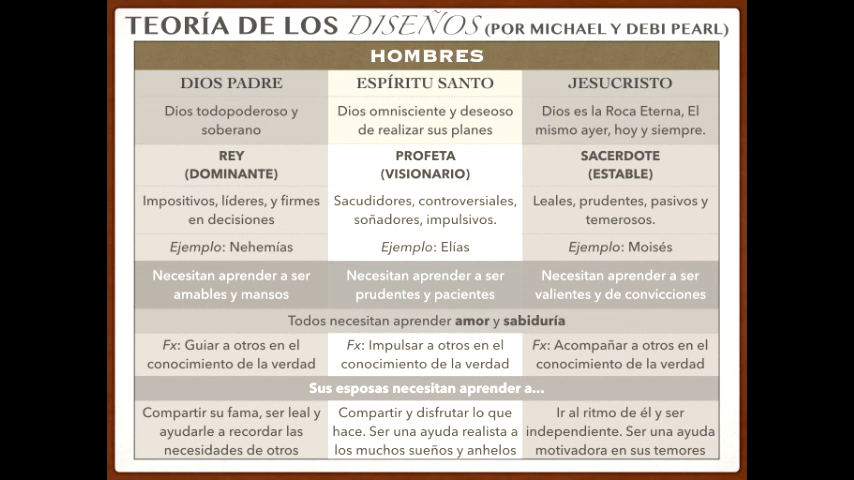 TEORÍA DE LOS DISEÑOS (POR MICHAEL Y DEBI PEARL)
HOMBRES
DIOS PADRE ESPÍRITU SANTO JESUCRISTO
Dios todopoderoso y Dios omnisciente y deseoso Dios es la Roca Eterna, El
soberano de realizar sus planes mismo ayer, hoy y siempre.
REY PROFETA SACERDOTE
(DOMINANTE) (VISIONARIO) (ESTABLE)
Impositivos, líderes, y firmes Sacudidores, controversiales, Leales, prudentes, pasivos y
en decisiones soñadores, impulsivos. temerosos.
Ejemplo: Nehemías Ejemplo: Elías Ejemplo: Moisés
Necesitan aprender a ser Necesitan aprender a ser Necesitan aprender a ser
amables y mansos prudentes y pacientes valientes y de convicciones
Todos necesitan aprender amor y sabiduría
Fx: Guiar a otros en el Fx: Impulsar a otros en el Fx: Acompañar a otros en el
conocimiento de la verdad conocimiento de la verdad conocimiento de la verdad
Sus esposas necesitan aprender a...
Compartir su fama, ser leal y Compartir y disfrutar lo que Ir al ritmo de él y ser
ayudarle a recordar las hace. Ser una ayuda realista a independiente. Ser una ayuda
necesidades de otros los muchos sueños y anhelos motivadora en sus temores